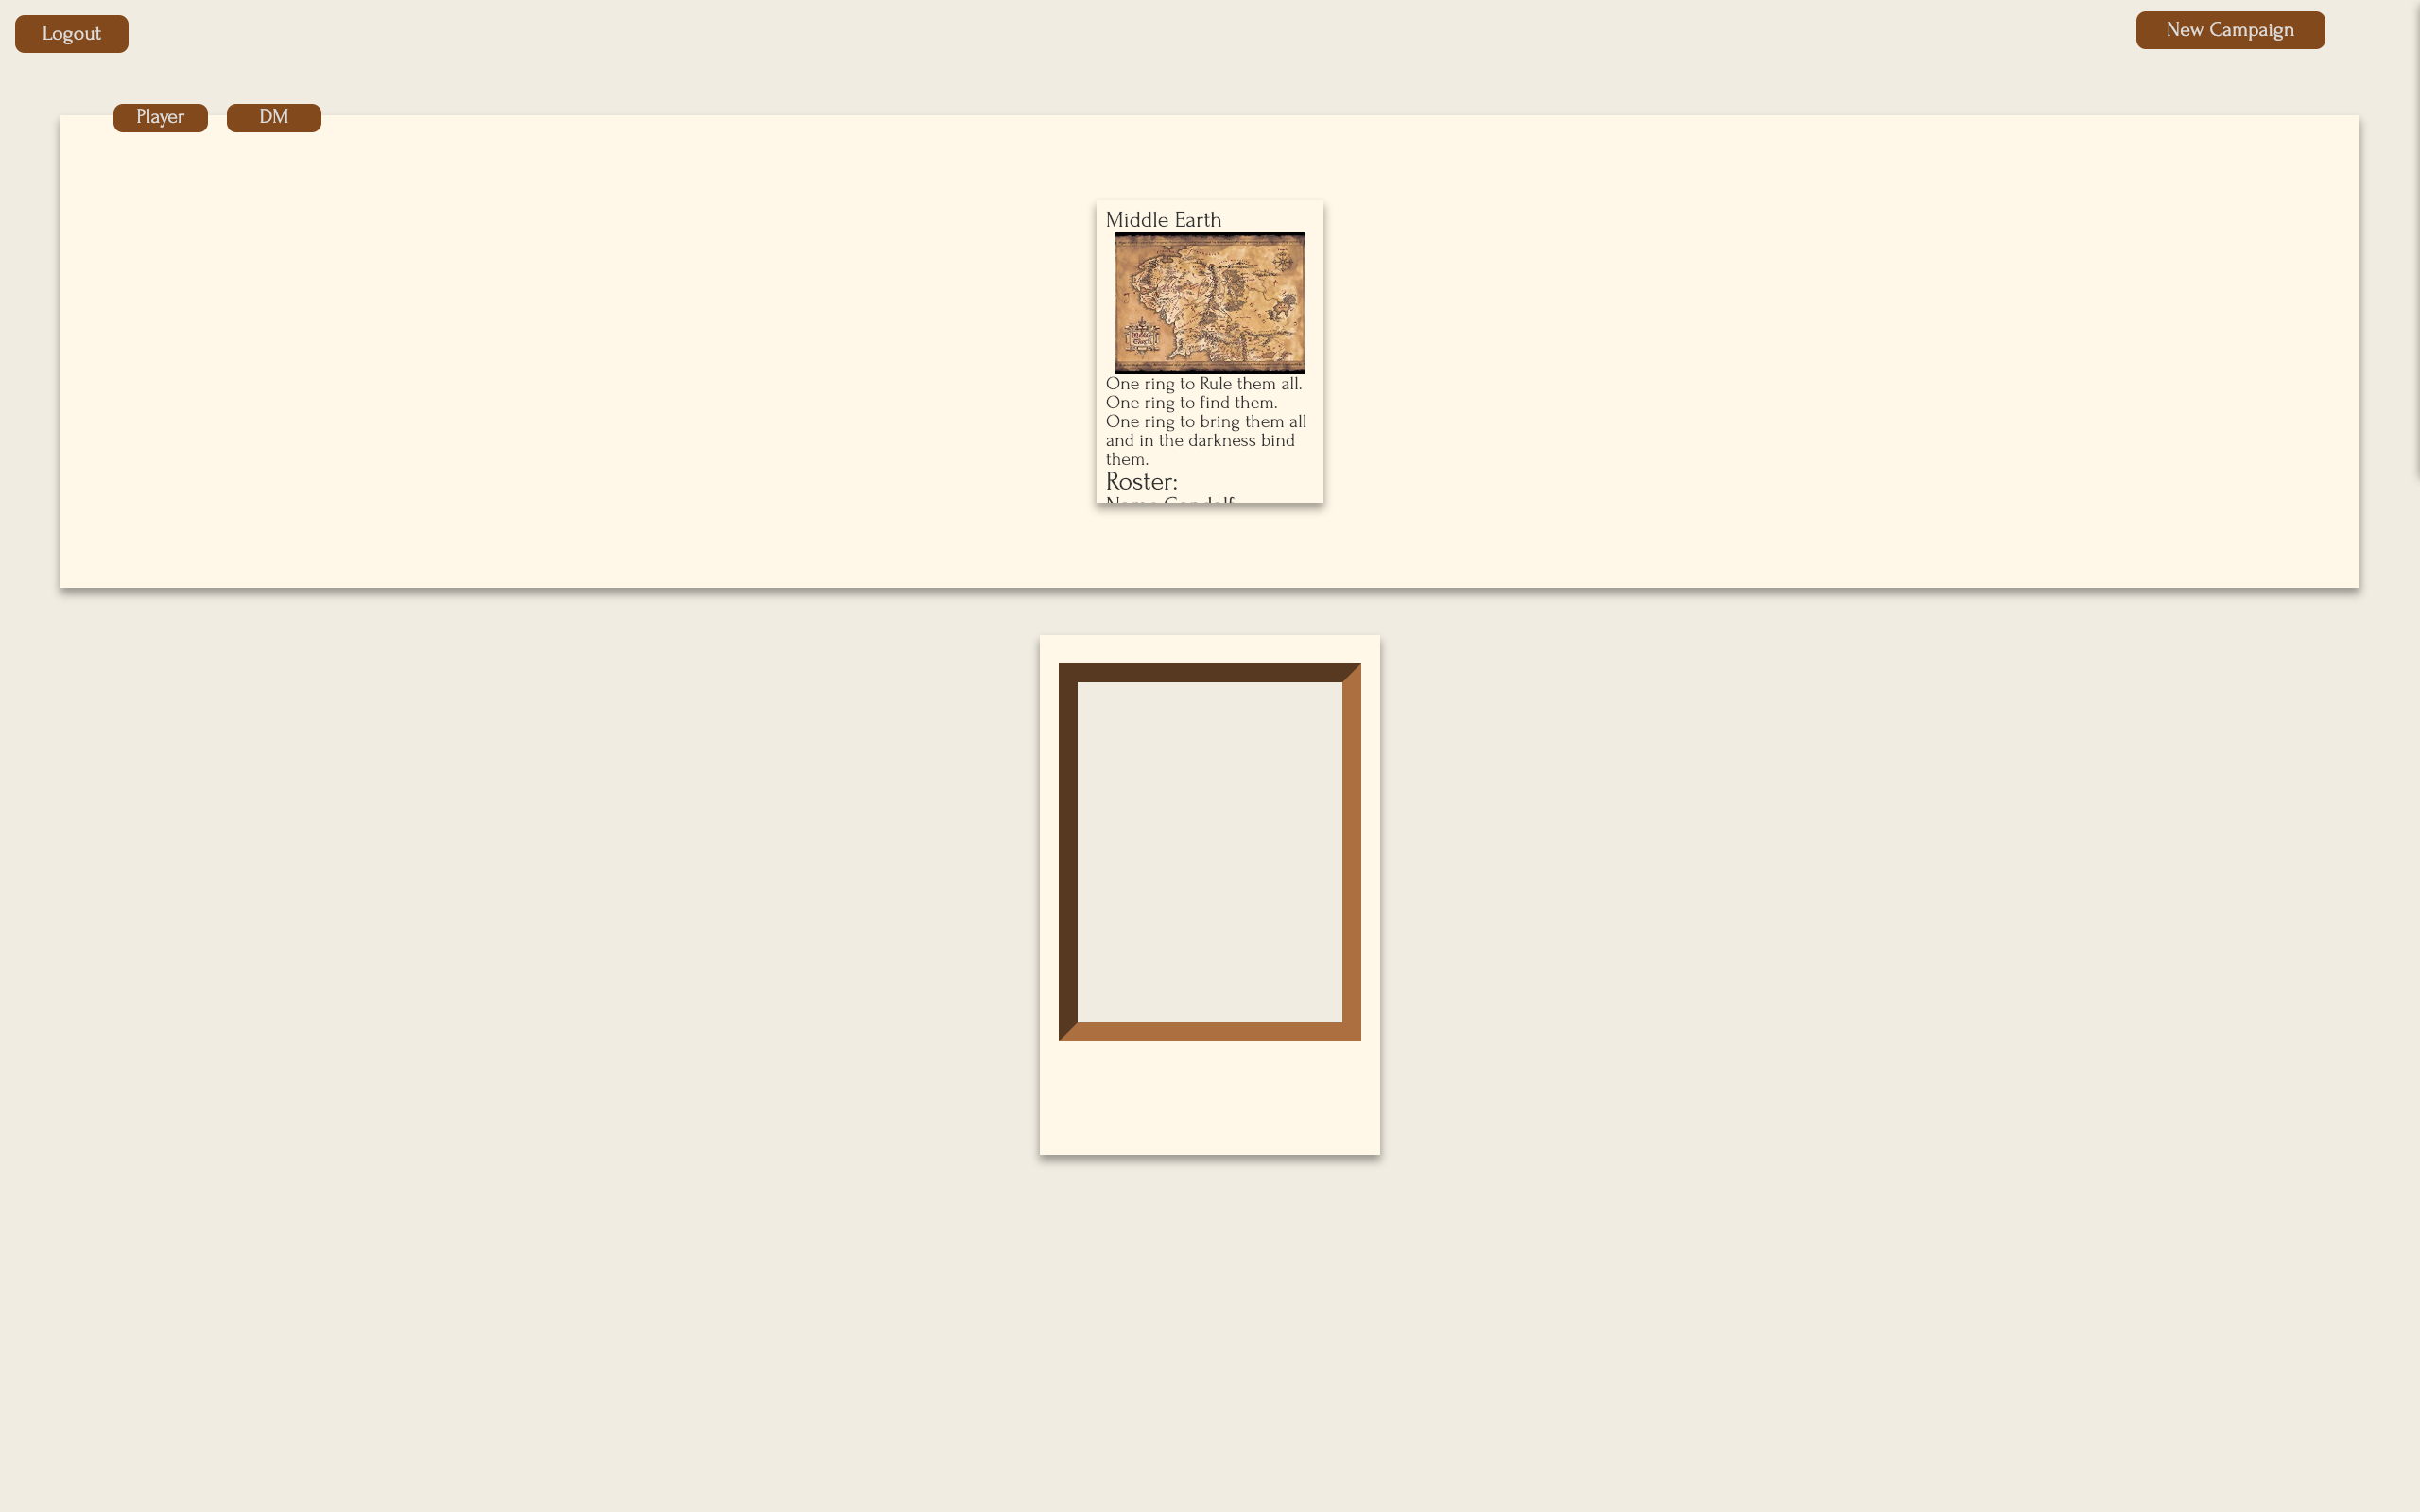 Logout
New Campaign
Player
DM
Middle Earth
One ring to Rule them all.
One ring to find them.
One ring to bring them all
and in the darkness bind
them.
Roster: